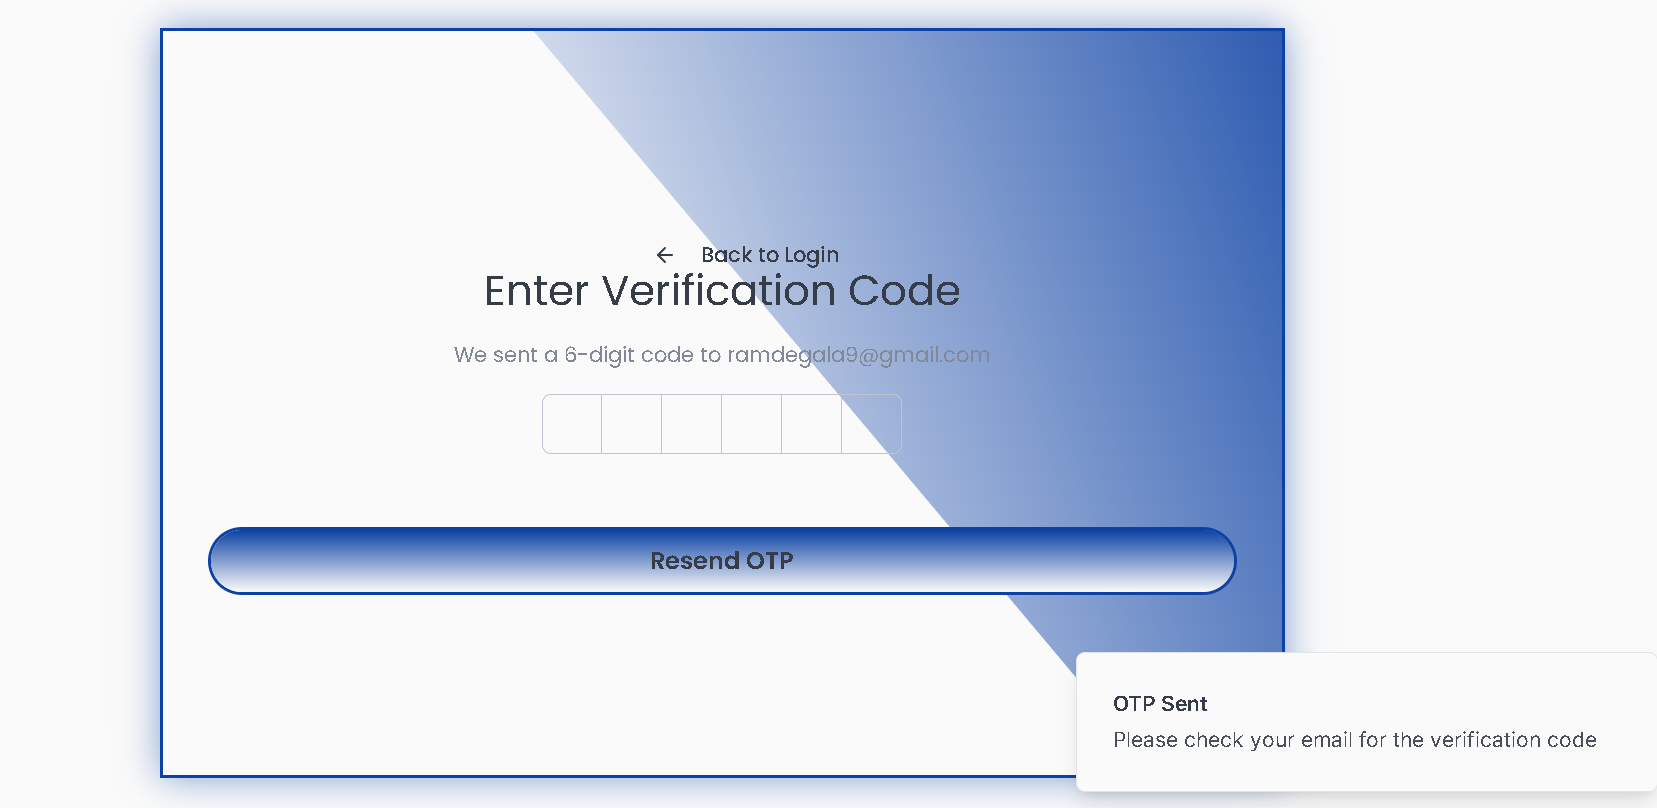 Back to Login
Enter Verification Code
We sent a 6-digit code to ramdegala9@gmail.com
Resend OTP
OTP Sent
Please check your email for the verification code